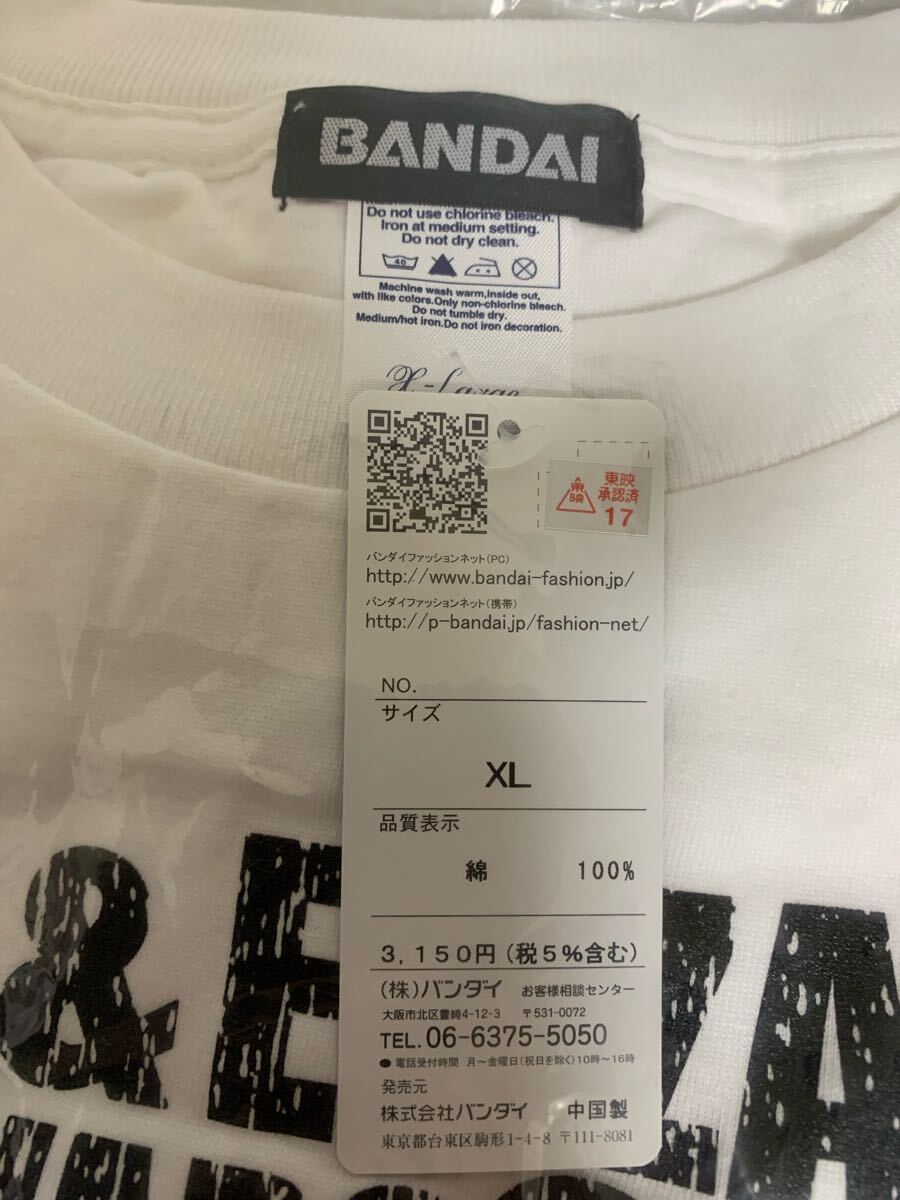 BANDAI
Do not use chlorine bleach.
Iron at medium setting.
Do not dry clean.
40
Machine wash warm,inside out,
with like colors.Only non-chlorine bleach.
Do not tumble dry.
Medium/hot iron.Do not iron decoration.
X-Large
東映
東映
承認済
17
バンダイファッションネット(PC)
http://www.bandai-fashion.jp/
バンダイファッションネット(携帯)
http://p-bandai.jp/fashion-net/
NO.
サイズ
XL
品質表示
綿 100%
3,150円(税5%含む)
(株)バンダイ お客様相談センター
大阪市北区豊崎4-12-3 〒531-0072
TEL.06-6375-5050
●電話受付時間 月~金曜日(祝日を除く)10時~16時
発売元
株式会社バンダイ 中国製
東京都台東区駒形1-4-8 〒111-8081
&